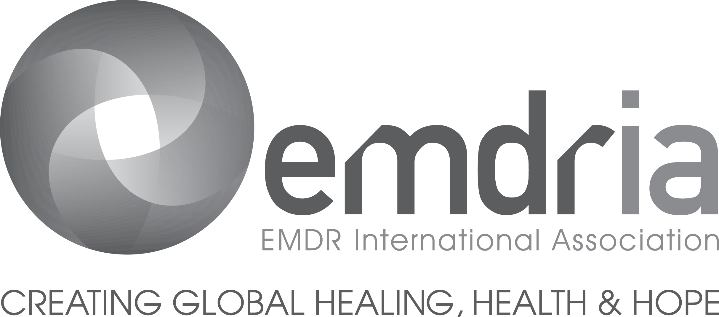 emdria
EMDR International Association
CREATING GLOBAL HEALING, HEALTH & HOPE